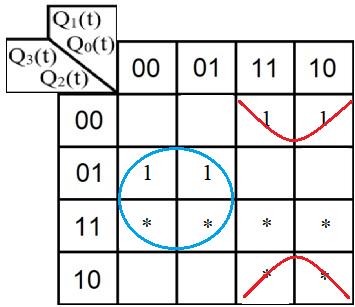 Q1(t)
Q0(t)
Q3(t)
Q2(t)
00 01 11 10
00 1 1
01 1 1
11 * * * *
10 * *